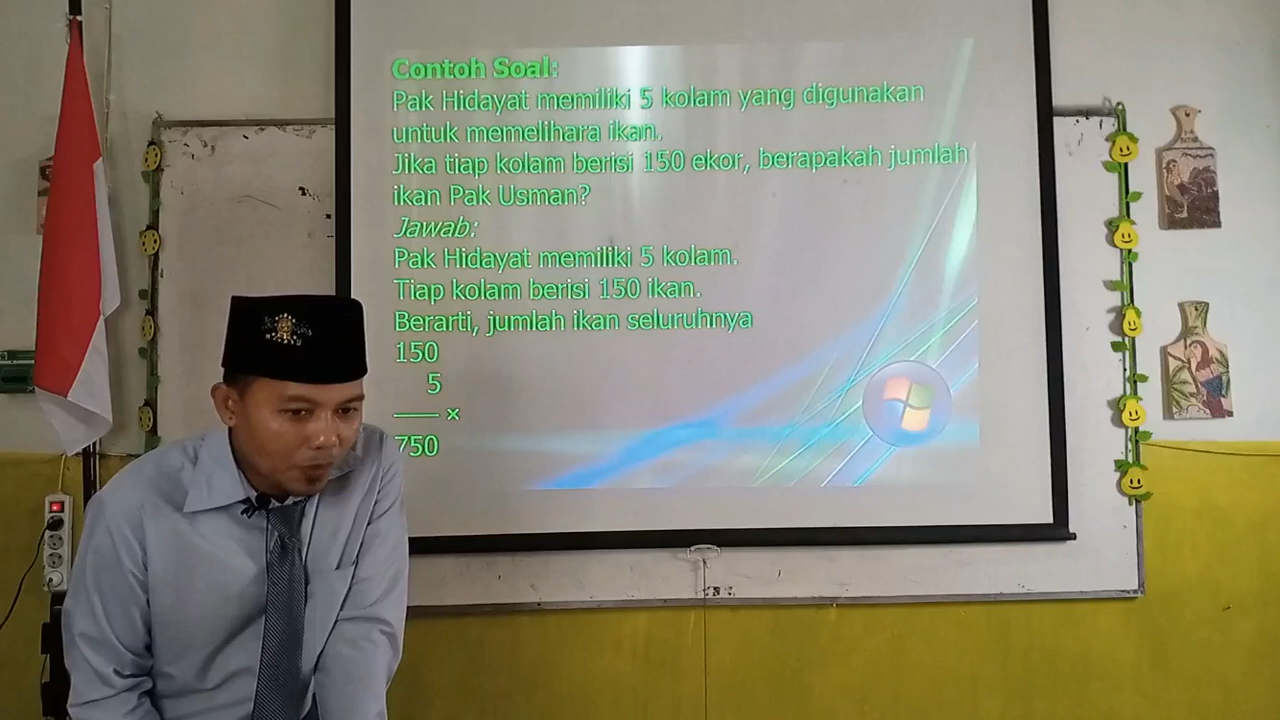 Contoh Soal:
Pak Hidayat memiliki 5 kolam yang digunakan
untuk memelihara ikan.
Jika tiap kolam berisi 150 ekor, berapakah jumlah
ikan Pak Usman?
Jawab:
Pak Hidayat memiliki 5 kolam.
Tiap kolam berisi 150 ikan.
Berarti, jumlah ikan seluruhnya
150
5
—— ×
750